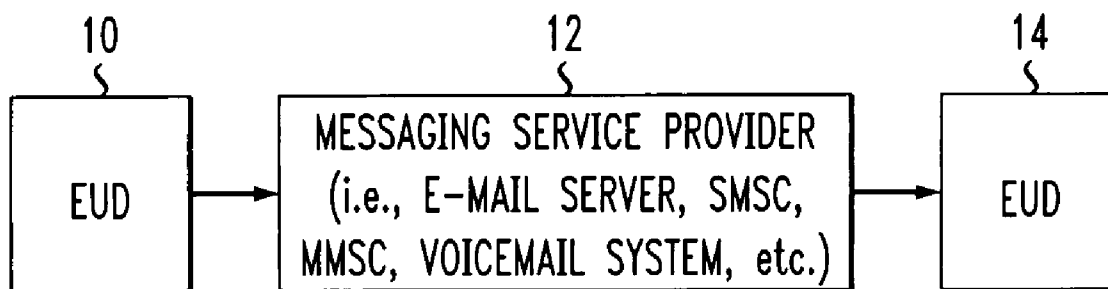 10
12
14
EUD
MESSAGING SERVICE PROVIDER
(i.e., E-MAIL SERVER, SMSC,
MMSC, VOICEMAIL SYSTEM, etc.)
EUD